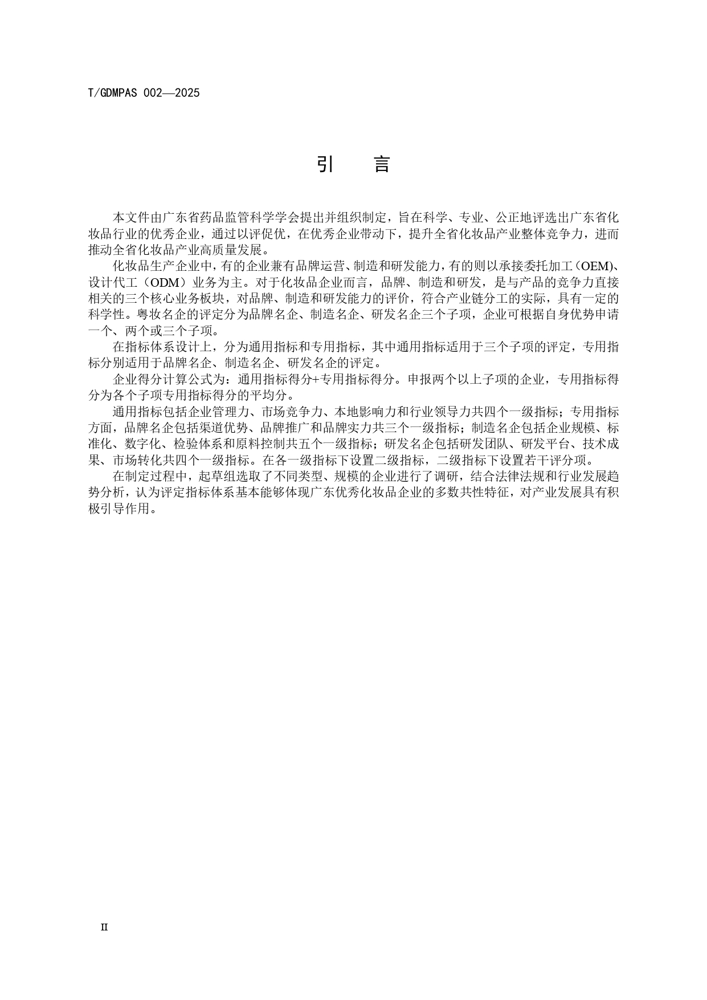 T/GDMPAS 002—2025
引 言
本文件由广东省药品监管科学学会提出并组织制定，旨在科学、专业、公正地评选出广东省化
妆品行业的优秀企业，通过以评促优，在优秀企业带动下，提升全省化妆品产业整体竞争力，进而
推动全省化妆品产业高质量发展。
化妆品生产企业中，有的企业兼有品牌运营、制造和研发能力，有的则以承接委托加工（OEM)、
设计代工（ODM）业务为主。对于化妆品企业而言，品牌、制造和研发，是与产品的竞争力直接
相关的三个核心业务板块，对品牌、制造和研发能力的评价，符合产业链分工的实际，具有一定的
科学性。粤妆名企的评定分为品牌名企、制造名企、研发名企三个子项，企业可根据自身优势申请
一个、两个或三个子项。
在指标体系设计上，分为通用指标和专用指标，其中通用指标适用于三个子项的评定，专用指
标分别适用于品牌名企、制造名企、研发名企的评定。
企业得分计算公式为：通用指标得分+专用指标得分。申报两个以上子项的企业，专用指标得
分为各个子项专用指标得分的平均分。
通用指标包括企业管理力、市场竞争力、本地影响力和行业领导力共四个一级指标；专用指标
方面，品牌名企包括渠道优势、品牌推广和品牌实力共三个一级指标；制造名企包括企业规模、标
准化、数字化、检验体系和原料控制共五个一级指标；研发名企包括研发团队、研发平台、技术成
果、市场转化共四个一级指标。在各一级指标下设置二级指标，二级指标下设置若干评分项。
在制定过程中，起草组选取了不同类型、规模的企业进行了调研，结合法律法规和行业发展趋
势分析，认为评定指标体系基本能够体现广东优秀化妆品企业的多数共性特征，对产业发展具有积
极引导作用。
II